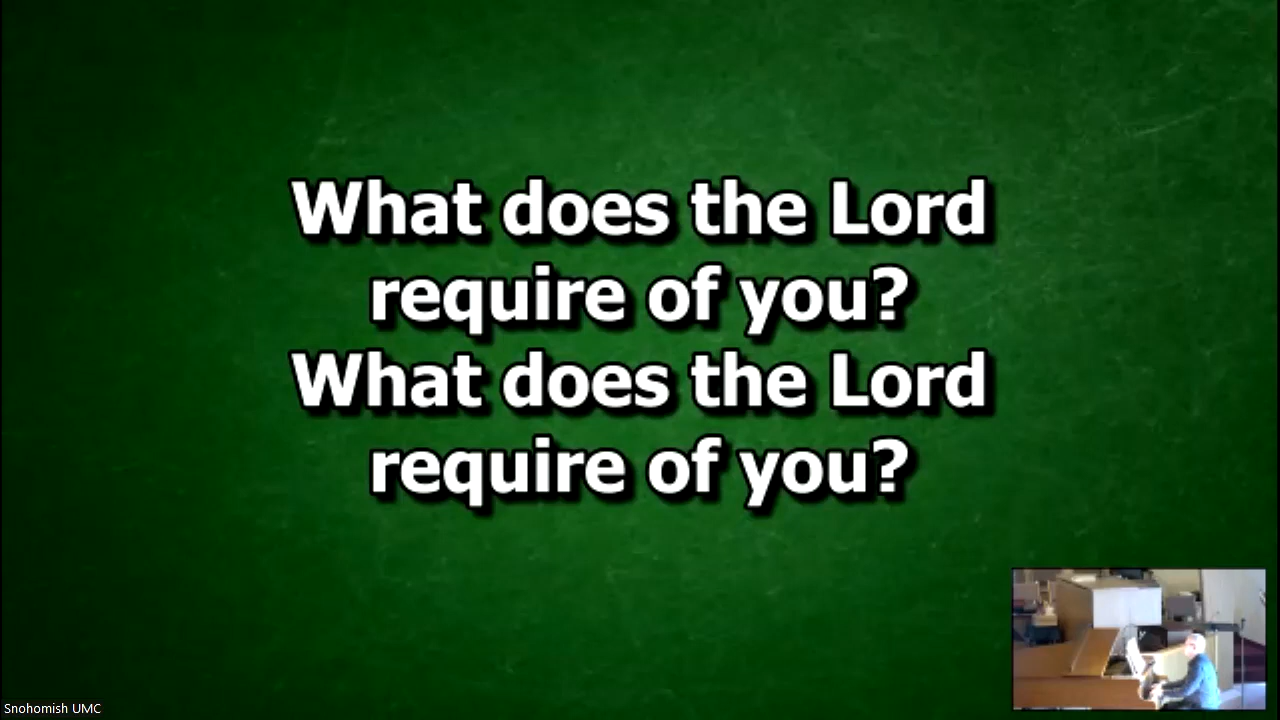 What does the Lord
require of you?
What does the Lord
require of you?
Snohomish UMC